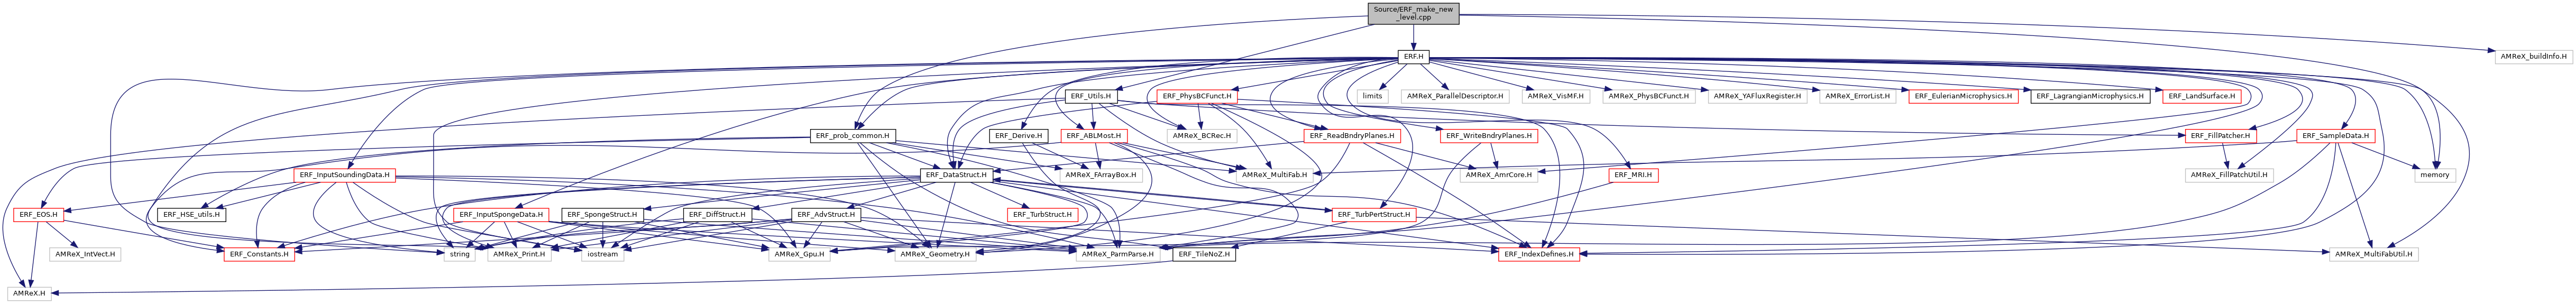 Source/ERF_make_new
_level.cpp
ERF.H
AMReX_buildInfo.H
ERF_Utils.H
ERF_PhysBCFunct.H
limits
AMReX_ParallelDescriptor.H
AMReX_VisMF.H
AMReX_PhysBCFunct.H
AMReX_YAFluxRegister.H
AMReX_ErrorList.H
ERF_EulerianMicrophysics.H
ERF_LagrangianMicrophysics.H
ERF_LandSurface.H
ERF_prob_common.H
ERF_Derive.H
ERF_ABLMost.H
AMReX_BCRec.H
ERF_ReadBndryPlanes.H
ERF_WriteBndryPlanes.H
ERF_FillPatcher.H
ERF_SampleData.H
ERF_InputSoundingData.H
ERF_DataStruct.H
AMReX_FArrayBox.H
AMReX_MultiFab.H
AMReX_AmrCore.H
ERF_MRI.H
AMReX_FillPatchUtil.H
memory
ERF_EOS.H
ERF_HSE_utils.H
ERF_InputSpongeData.H
ERF_SpongeStruct.H
ERF_DiffStruct.H
ERF_AdvStruct.H
ERF_TurbStruct.H
ERF_TurbPertStruct.H
AMReX_IntVect.H
ERF_Constants.H
string
AMReX_Print.H
iostream
AMReX_Gpu.H
AMReX_Geometry.H
AMReX_ParmParse.H
ERF_TileNoZ.H
ERF_IndexDefines.H
AMReX_MultiFabUtil.H
AMReX.H